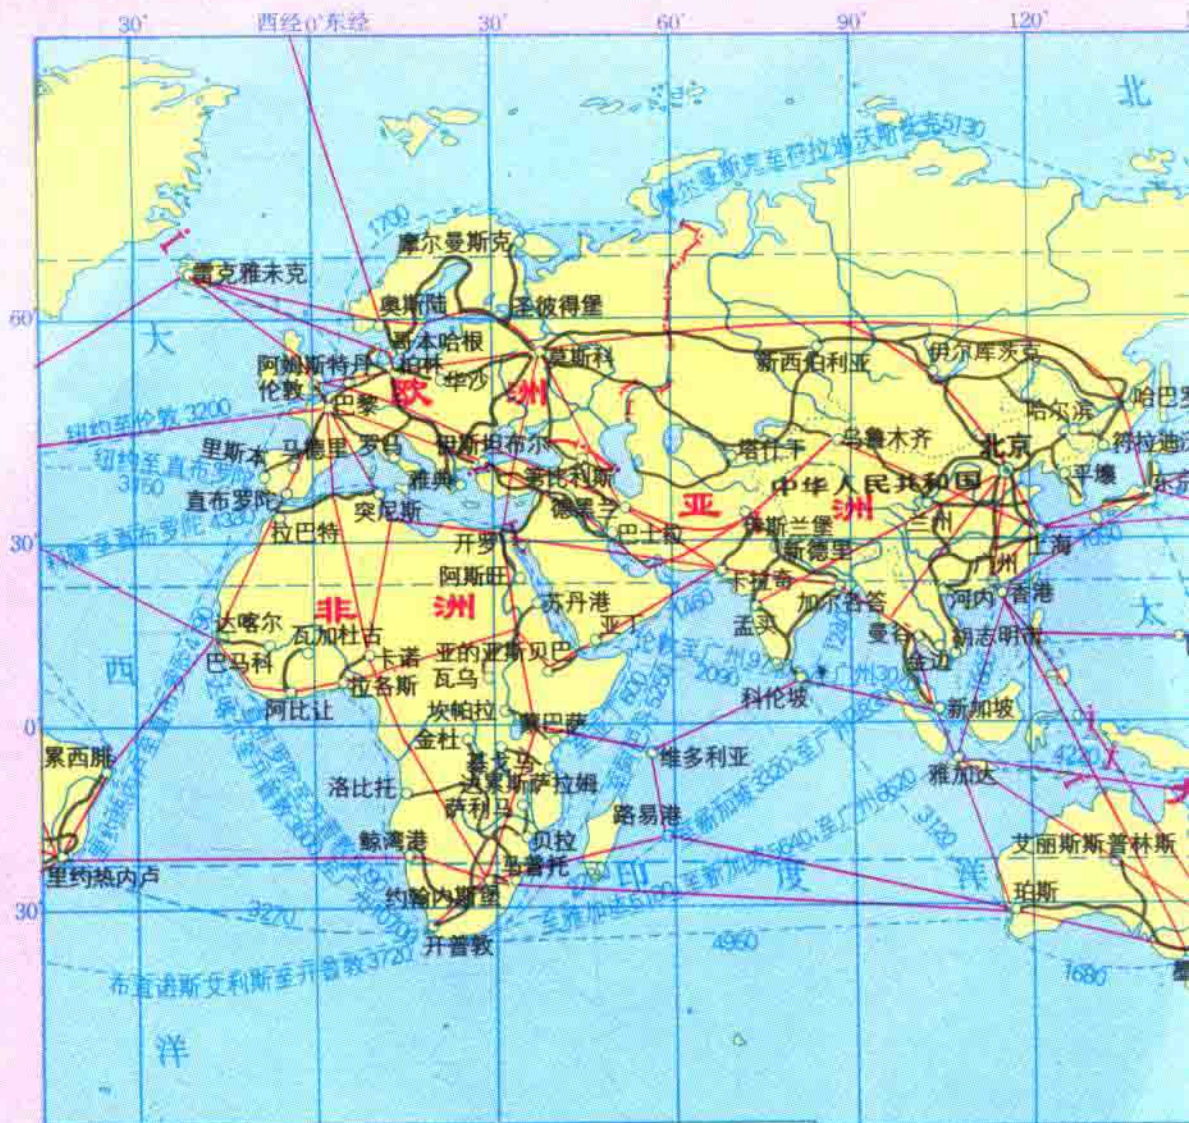 30°
西经0°东经
30°
60°
90°
120°
北
摩尔曼斯克至符拉迪沃斯托克5130
1700
摩尔曼斯克
雷克雅未克
奥斯陆
圣彼得堡
60°
大
哥本哈根
阿姆斯特丹
柏林
莫斯科
新西伯利亚
伊尔库茨克
伦敦
欧
华沙
洲
巴黎
哈尔滨
纽约至伦敦3200
里斯本
马德里
罗马
伊斯坦布尔
塔什干
乌鲁木齐
北京
纽约至直布罗陀
3150
雅典
第比利斯
中华人民共和国
平壤
直布罗陀
突尼斯
德黑兰
亚
洲
伊斯兰堡
兰州
至直布罗陀4330
拉巴特
巴士拉
新德里
上海
30°
开罗
广州
卡拉奇
阿斯旺
加尔各答
河内
香港
非
洲
苏丹港
太
达喀尔
瓦加杜古
亚丁
孟买
曼谷
胡志明市
西
巴马科
卡诺
亚的亚斯贝巴
金边
拉各斯
瓦乌
2090
科伦坡
阿比让
坎帕拉
新加坡
0°
蒙巴萨
金杜
基戈马
维多利亚
雅加达
4220
累西腓
达累斯萨拉姆
洛比托
萨利马
路易港
3120
鲸湾港
贝拉
艾丽斯斯普林斯
马普托
印
度
洋
里约热内卢
约翰内斯堡
珀斯
30°
3270
开普敦
4960
布宜诺斯艾利斯至开普敦3720
1680
洋